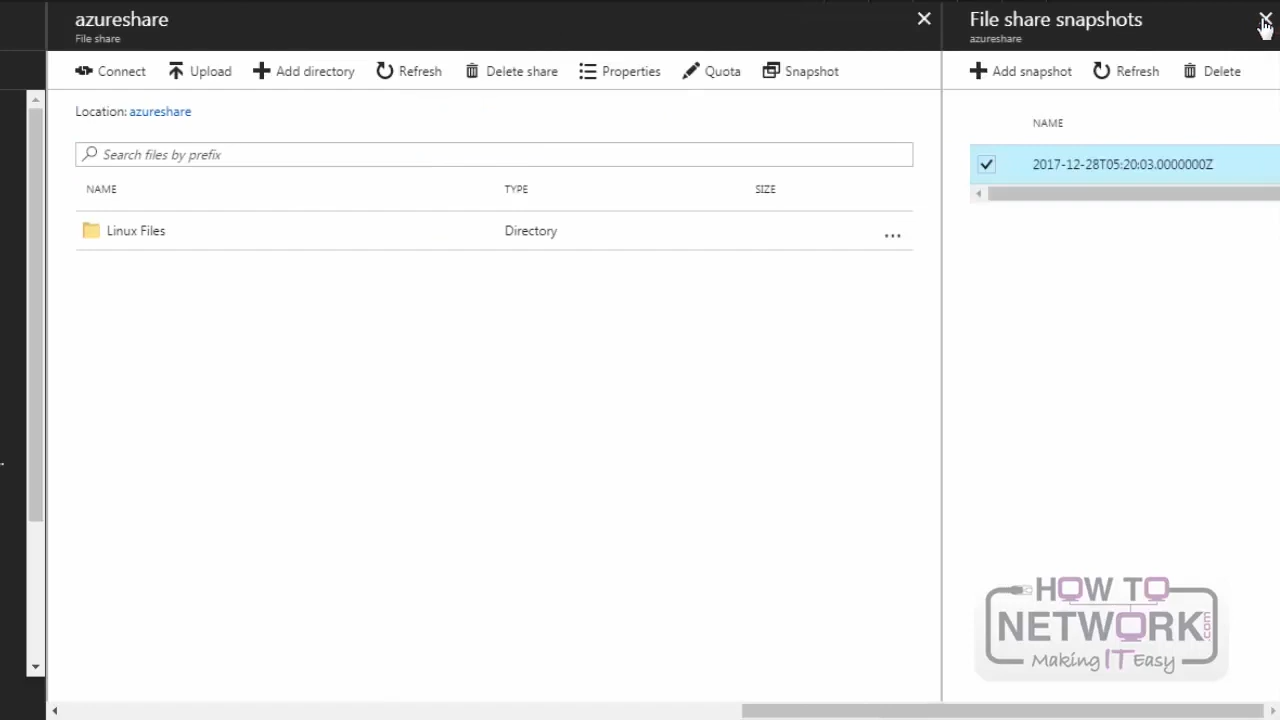 azureshare
File share
Connect Upload Add directory Refresh Delete share Properties Quota Snapshot
Location: azureshare
Search files by prefix
NAME TYPE SIZE
Linux Files Directory ...
File share snapshots
azureshare
Add snapshot Refresh Delete
NAME
2017-12-28T05:20:03.0000000Z
HOW TO
NETWORK.com
Making IT Easy